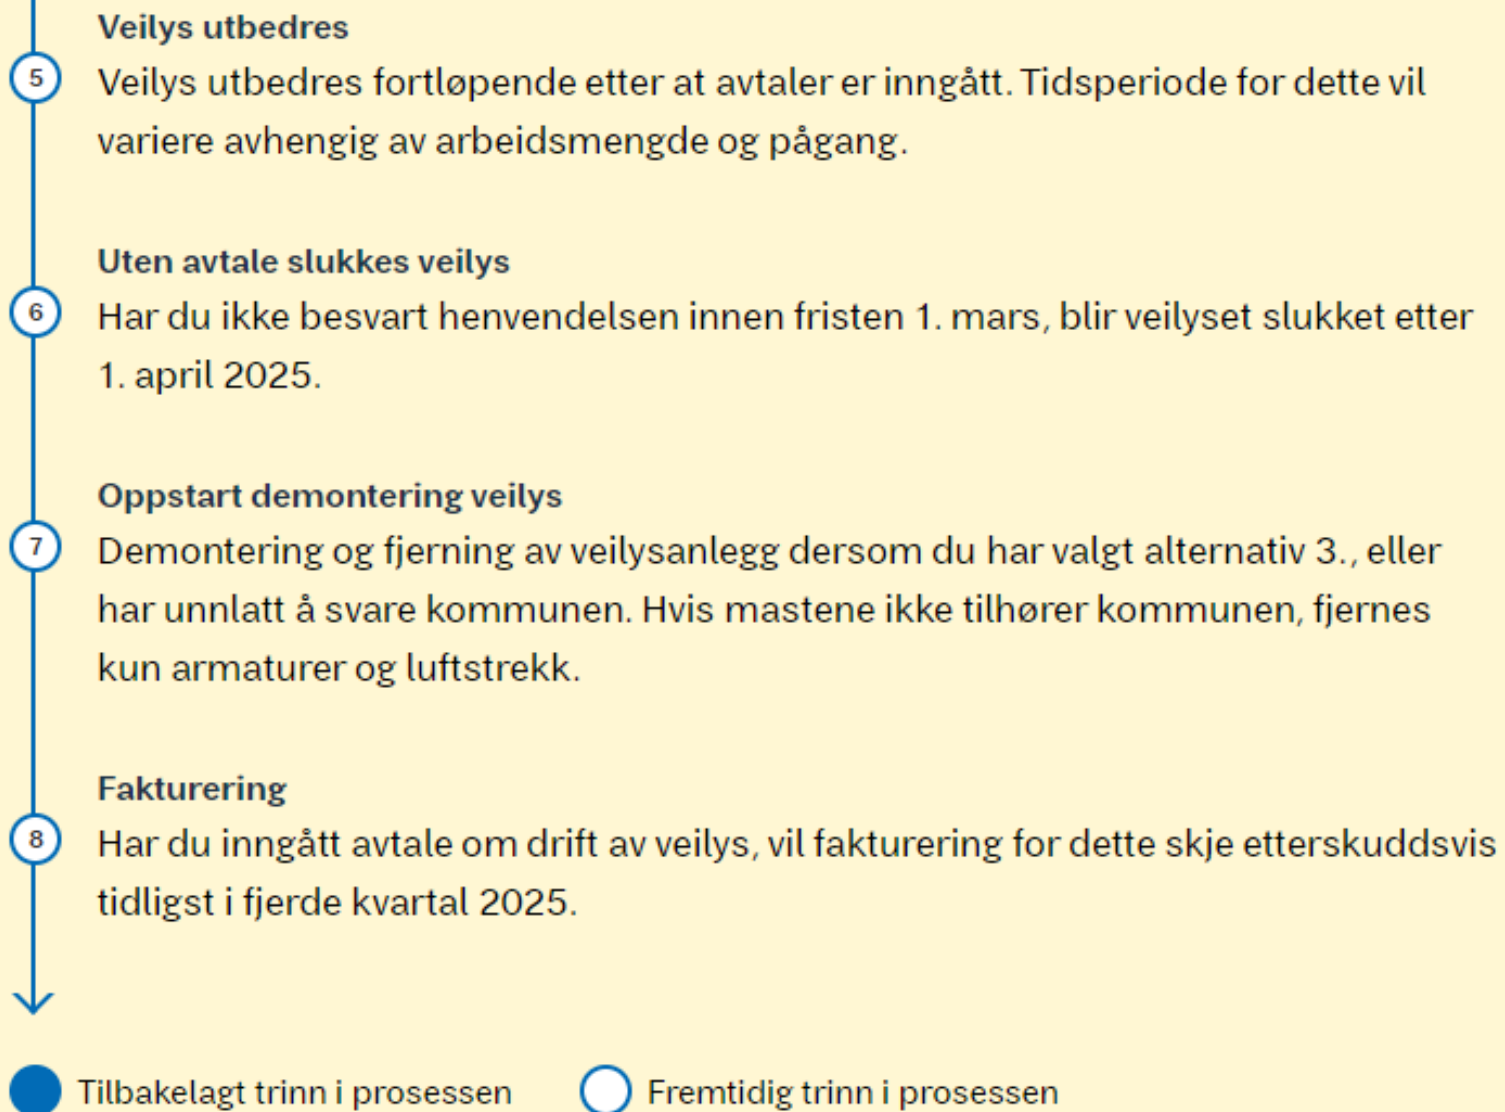 Veilys utbedres
5
Veilys utbedres fortløpende etter at avtaler er inngått. Tidsperiode for dette vil
variere avhengig av arbeidsmengde og pågang.
Uten avtale slukkes veilys
6
Har du ikke besvart henvendelsen innen fristen 1. mars, blir veilyset slukket etter
1. april 2025.
Oppstart demontering veilys
7
Demontering og fjerning av veilysanlegg dersom du har valgt alternativ 3., eller
har unnlatt å svare kommunen. Hvis mastene ikke tilhører kommunen, fjernes
kun armaturer og luftstrekk.
Fakturering
8
Har du inngått avtale om drift av veilys, vil fakturering for dette skje etterskuddsvis
tidligst i fjerde kvartal 2025.
Tilbakelagt trinn i prosessen
Fremtidig trinn i prosessen